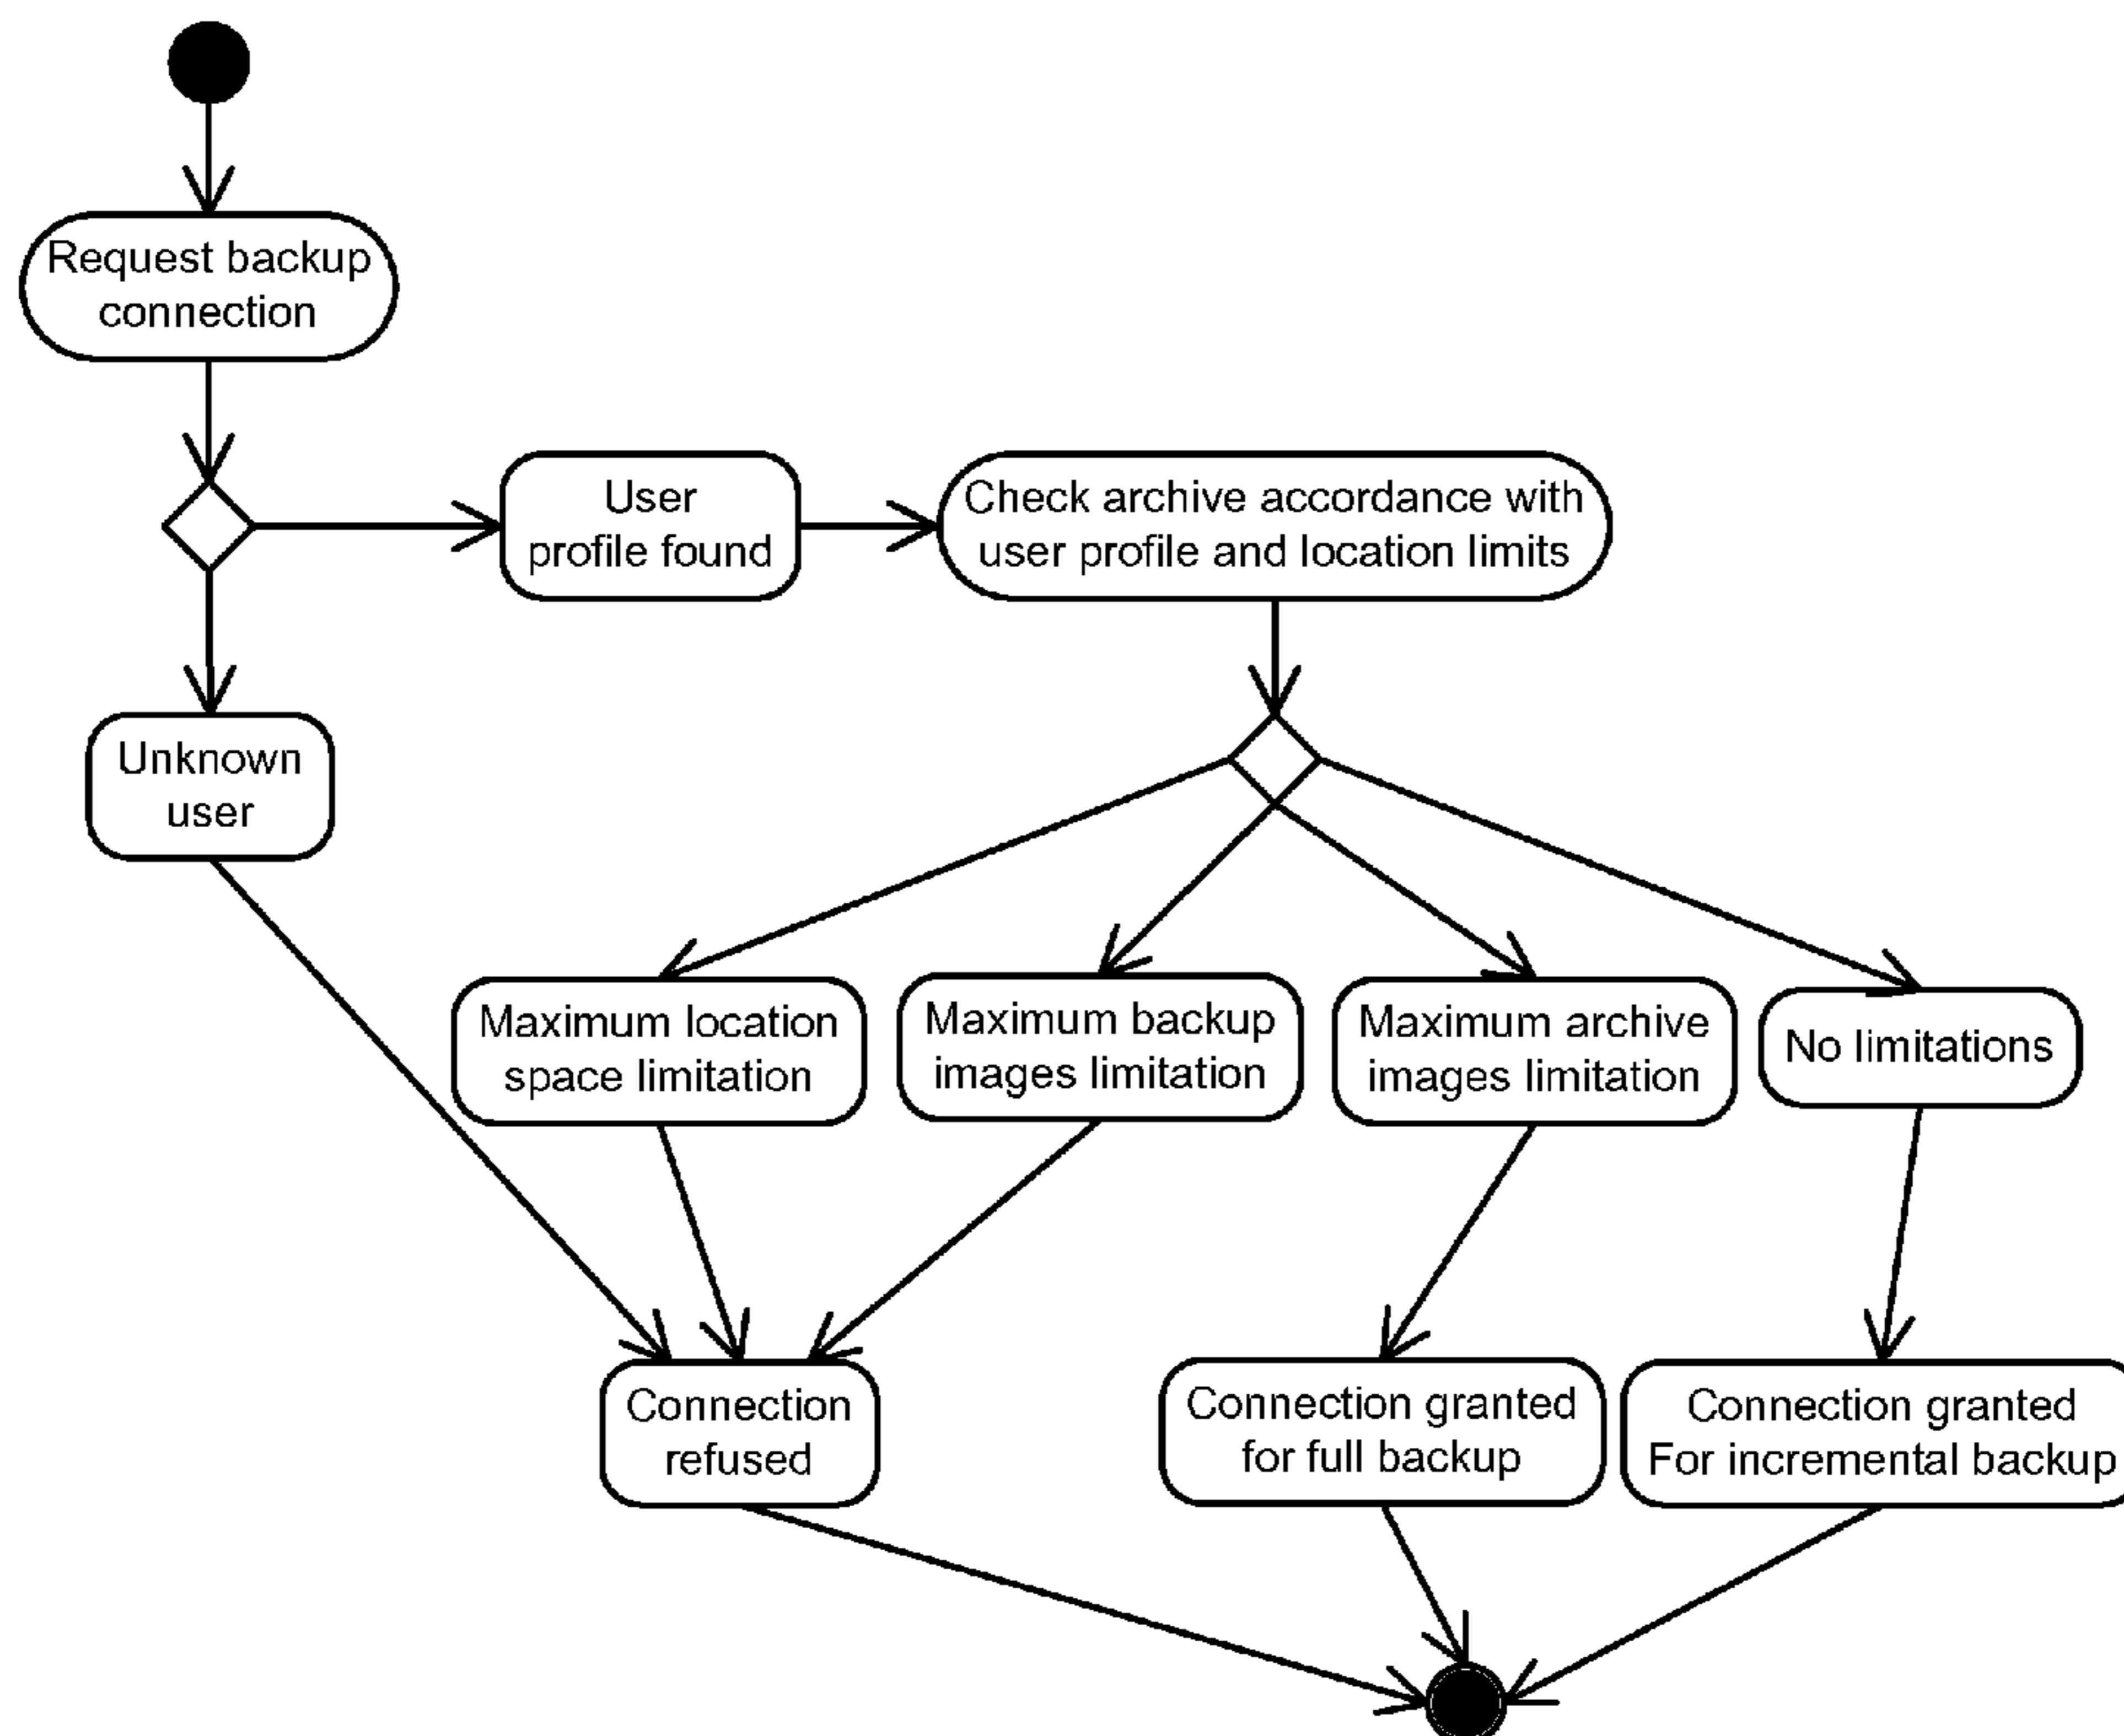 Request backup
connection
User
profile found
Check archive accordance with
user profile and location limits
Unknown
user
Maximum location
space limitation
Maximum backup
images limitation
Maximum archive
images limitation
No limitations
Connection
refused
Connection granted
for full backup
Connection granted
For incremental backup